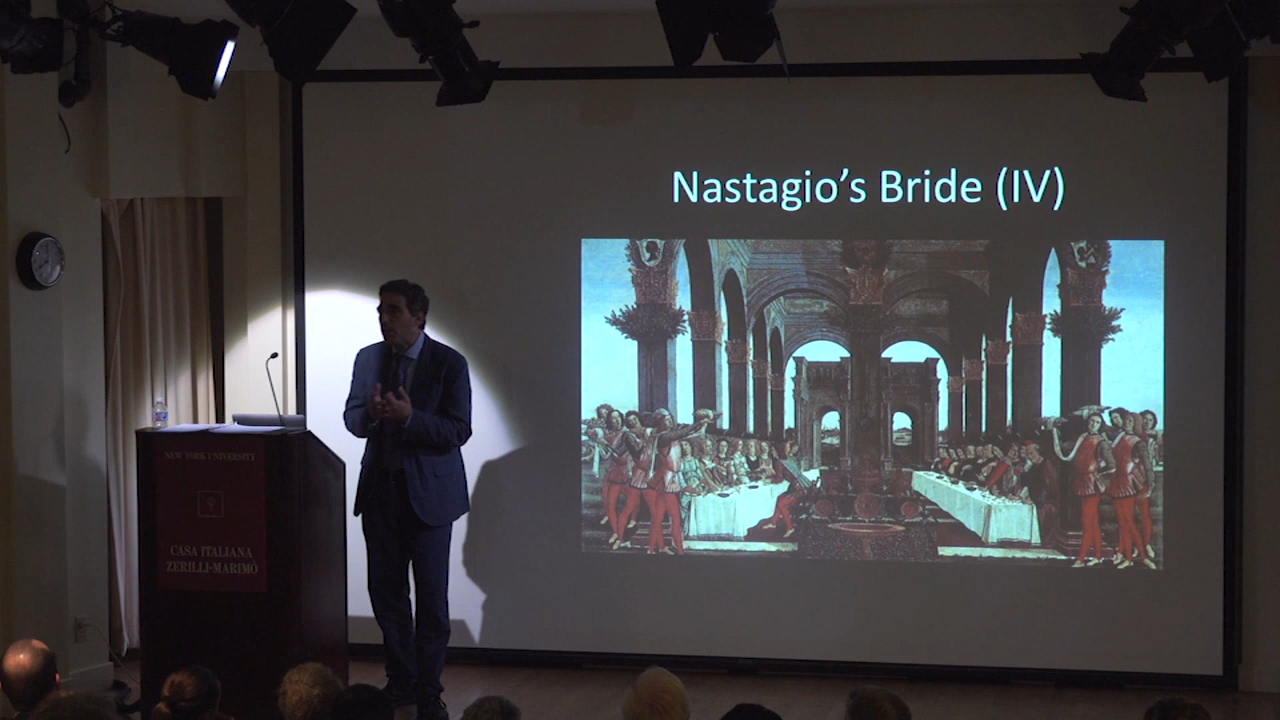 Nastagio's Bride (IV)
NEW YORK UNIVERSITY
CASA ITALIANA
ZERILLI-MARIMÒ